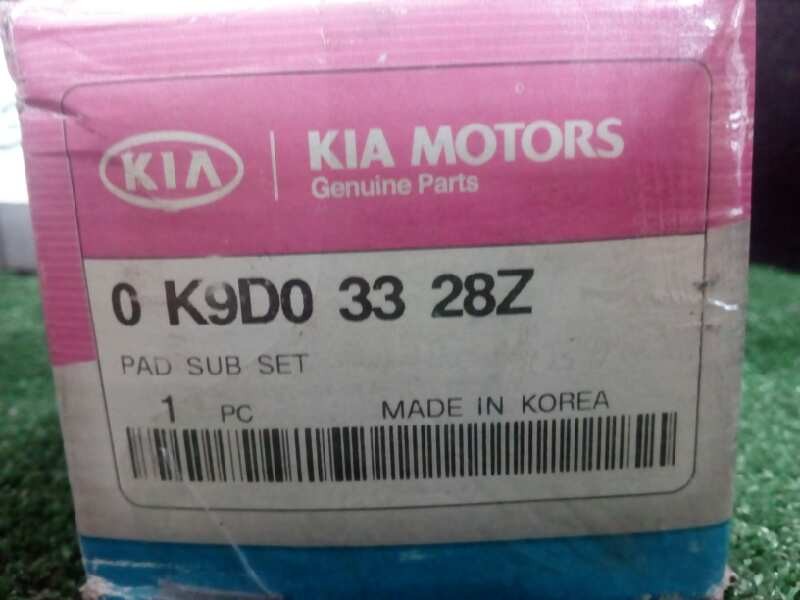 KIA
KIA MOTORS
Genuine Parts
0 K9D0 33 28Z
PAD SUB SET
1 PC MADE IN KOREA